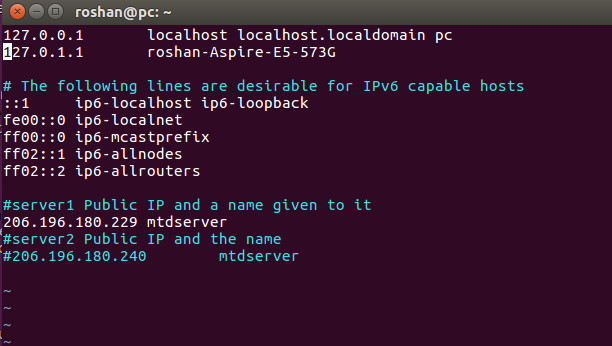 roshan@pc: ~
127.0.0.1 localhost localhost.localdomain pc
127.0.1.1 roshan-Aspire-E5-573G
# The following lines are desirable for IPv6 capable hosts
::1 ip6-localhost ip6-loopback
fe00::0 ip6-localnet
ff00::0 ip6-mcastprefix
ff02::1 ip6-allnodes
ff02::2 ip6-allrouters
#server1 Public IP and a name given to it
206.196.180.229 mtdserver
#server2 Public IP and the name
#206.196.180.240 mtdserver
~
~
~
~